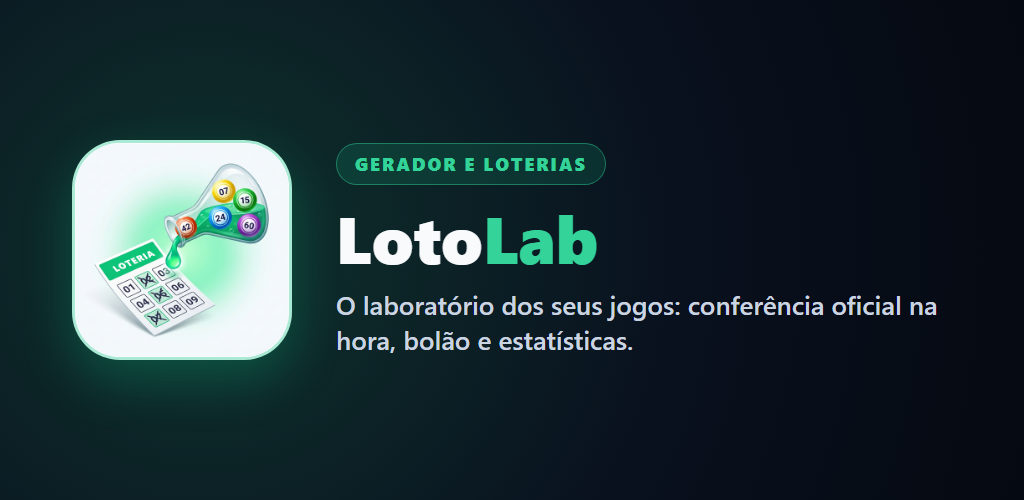 GERADOR E LOTERIAS
LotoLab
O laboratório dos seus jogos: conferência oficial na
hora, bolão e estatísticas.
07
15
42
24
60
LOTERIA
01
03
04
06
08
09